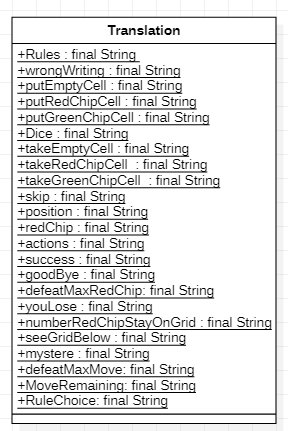 Translation
+Rules : final String
+wrongWriting : final String
+putEmptyCell : final String
+putRedChipCell : final String
+putGreenChipCell : final String
+Dice : final String
+takeEmptyCell : final String
+takeRedChipCell  : final String
+takeGreenChipCell  : final String
+skip : final String
+position : final String
+redChip : final String
+actions : final String
+success : final String
+goodBye : final String
+defeatMaxRedChip: final String
+youLose : final String
+numberRedChipStayOnGrid : final String
+seeGridBelow : final String
+mystere : final String
+defeatMaxMove: final String
+MoveRemaining: final String
+RuleChoice: final String